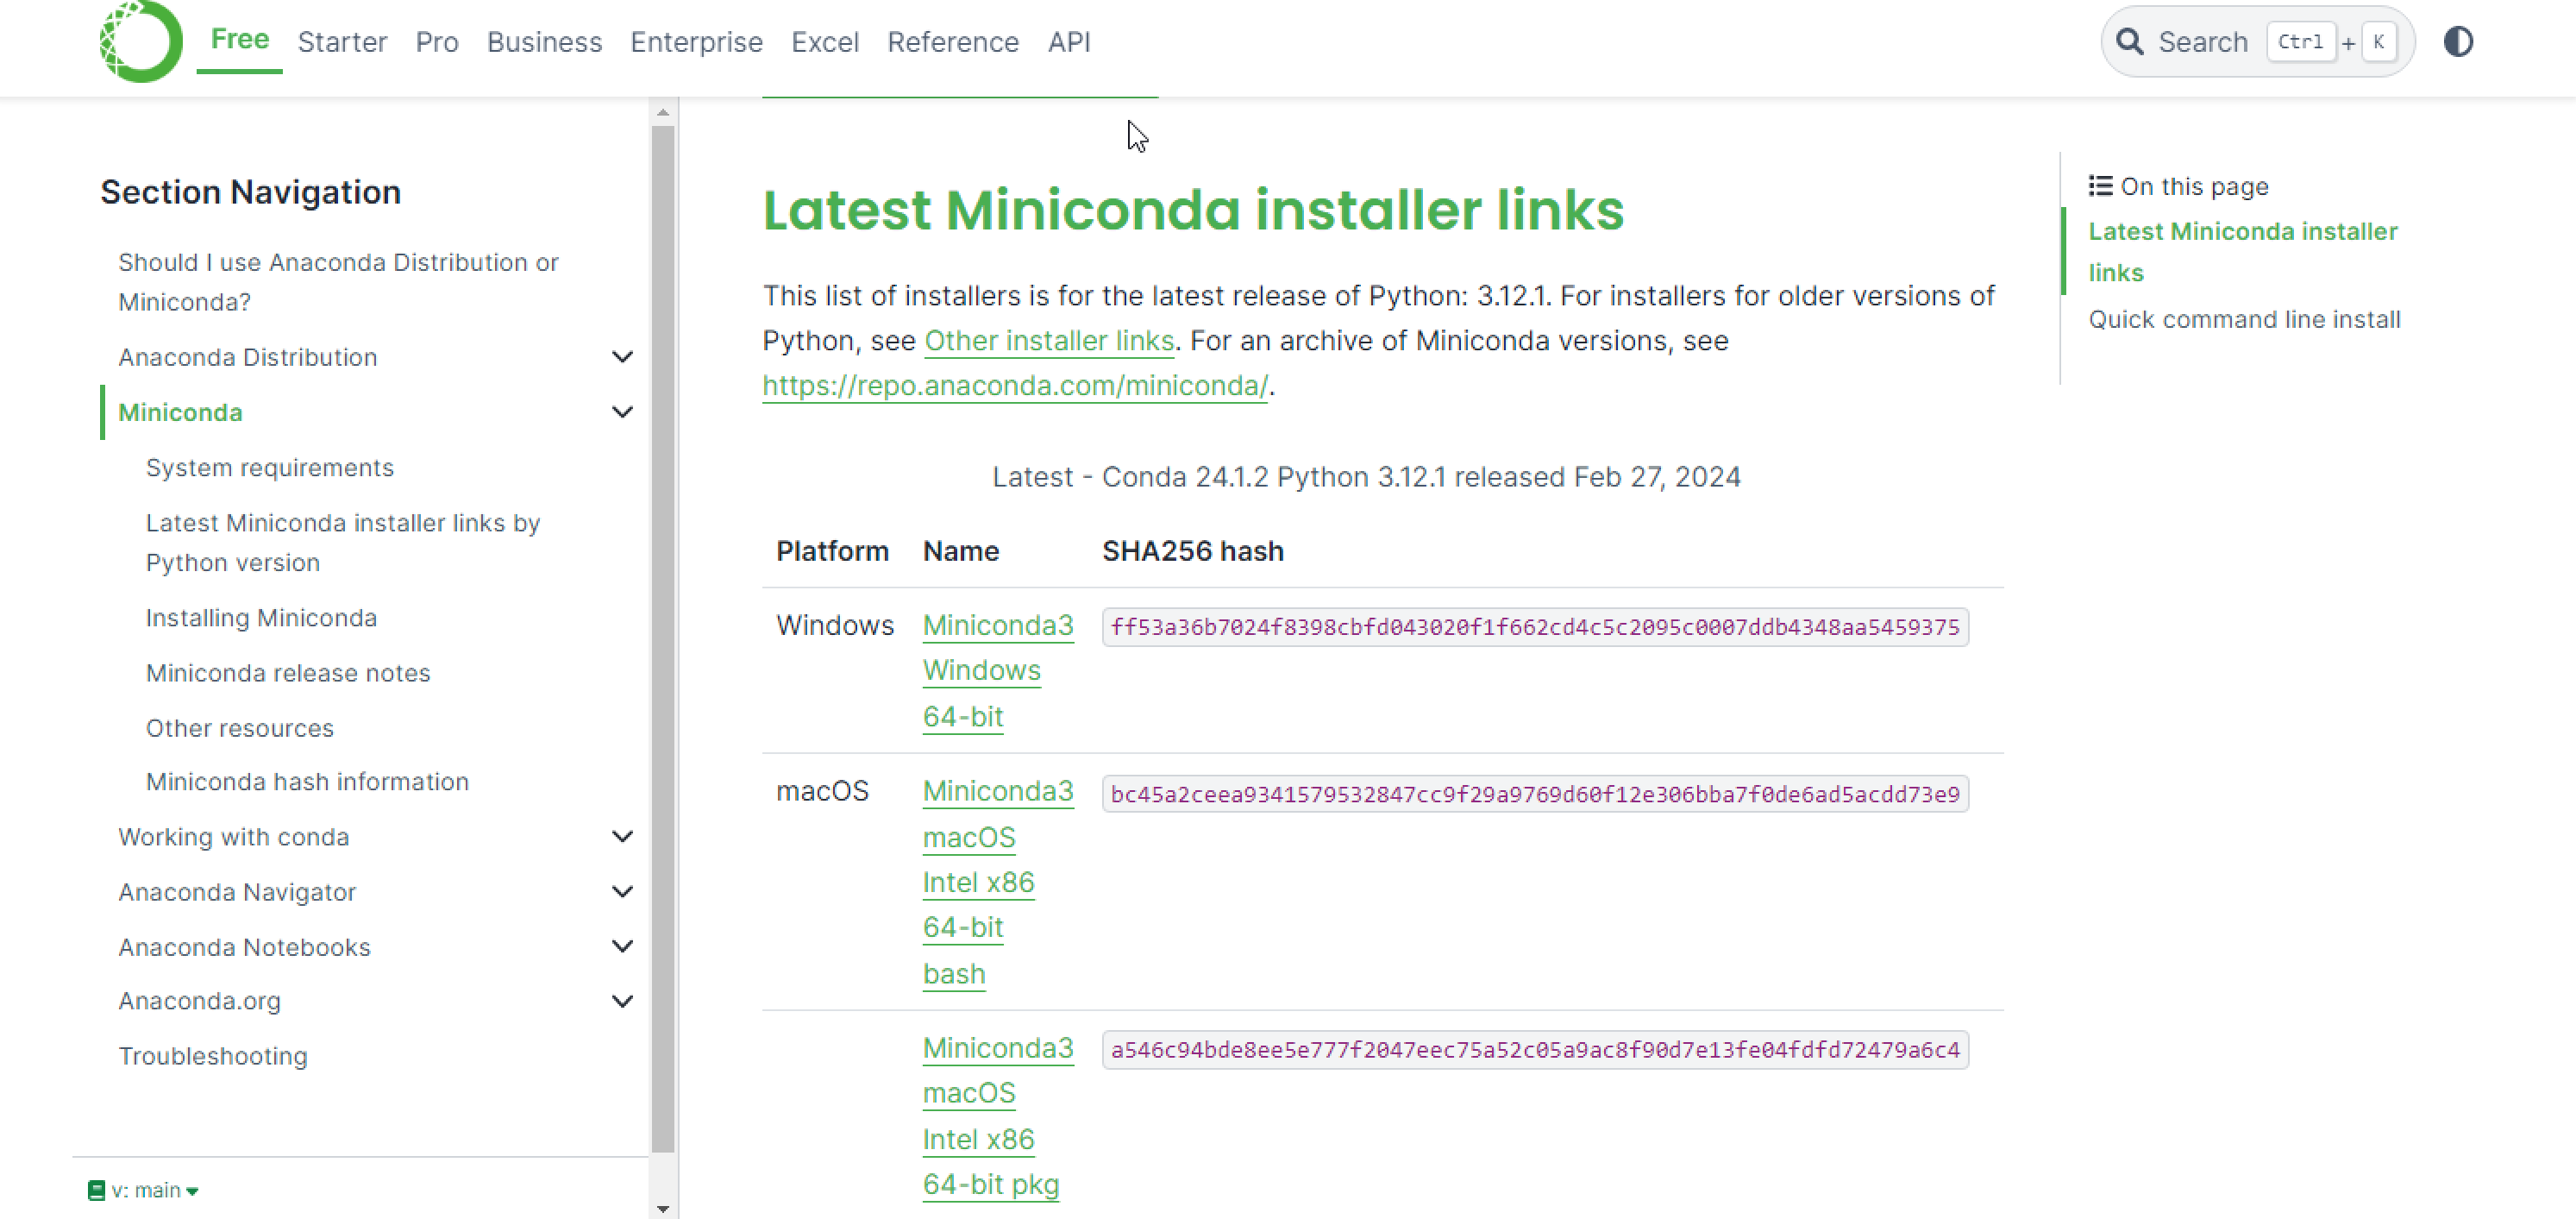 Free Starter Pro Business Enterprise Excel Reference API
Search Ctrl + K
Section Navigation
Should I use Anaconda Distribution or
Miniconda?
Anaconda Distribution
Miniconda
System requirements
Latest Miniconda installer links by
Python version
Installing Miniconda
Miniconda release notes
Other resources
Miniconda hash information
Working with conda
Anaconda Navigator
Anaconda Notebooks
Anaconda.org
Troubleshooting
v: main
Latest Miniconda installer links
This list of installers is for the latest release of Python: 3.12.1. For installers for older versions of
Python, see Other installer links. For an archive of Miniconda versions, see
https://repo.anaconda.com/miniconda/.
Latest - Conda 24.1.2 Python 3.12.1 released Feb 27, 2024
Platform Name SHA256 hash
Windows Miniconda3 ff53a36b7024f8398cbfd043020f1f662cd4c5c2095c0007ddb4348aa5459375
Windows
64-bit
macOS Miniconda3 bc45a2ceea9341579532847cc9f29a9769d60f12e306bba7f0de6ad5acdd73e9
macOS
Intel x86
64-bit
bash
Miniconda3 a546c94bde8ee5e777f2047eec75a52c05a9ac8f90d7e13fe04fdfd72479a6c4
macOS
Intel x86
64-bit pkg
On this page
Latest Miniconda installer
links
Quick command line install